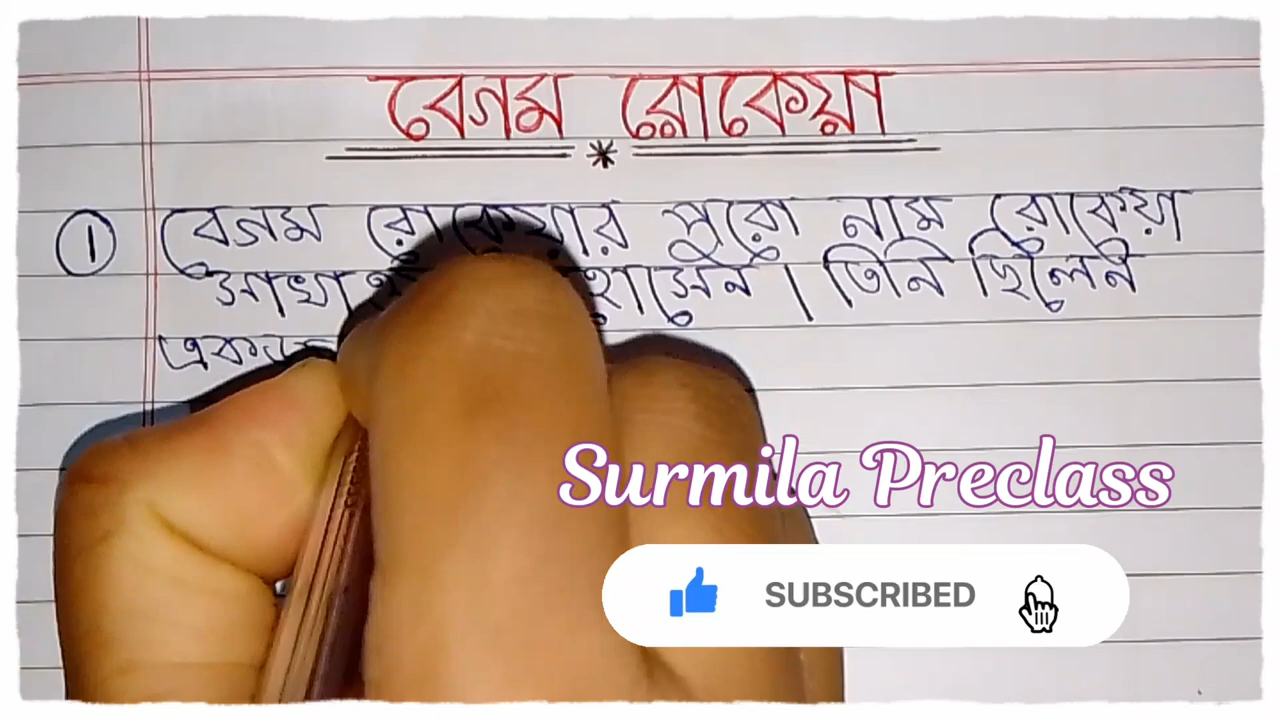 বেগম রোকেয়া
*
① বেগম রোকেয়ার পুরো নাম রোকেয়া
হোসেন। তিনি ছিলেন
Surmila Preclass
SUBSCRIBED